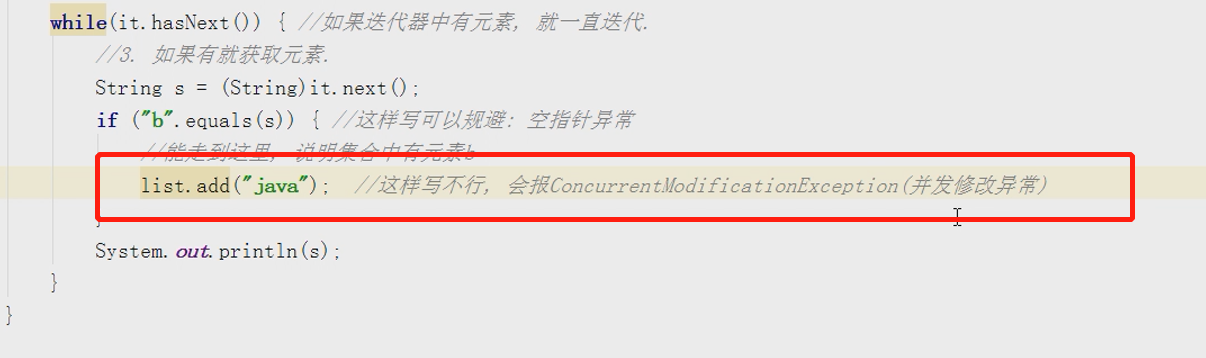 while(it.hasNext()) { //如果迭代器中有元素, 就一直迭代.
//3. 如果有就获取元素.
String s = (String)it.next();
if ("b".equals(s)) { //这样写可以规避: 空指针异常
//能走到这里, 说明集合中有元素b
list.add("java"); //这样写不行, 会报ConcurrentModificationException(并发修改异常)
}
System.out.println(s);
}
}